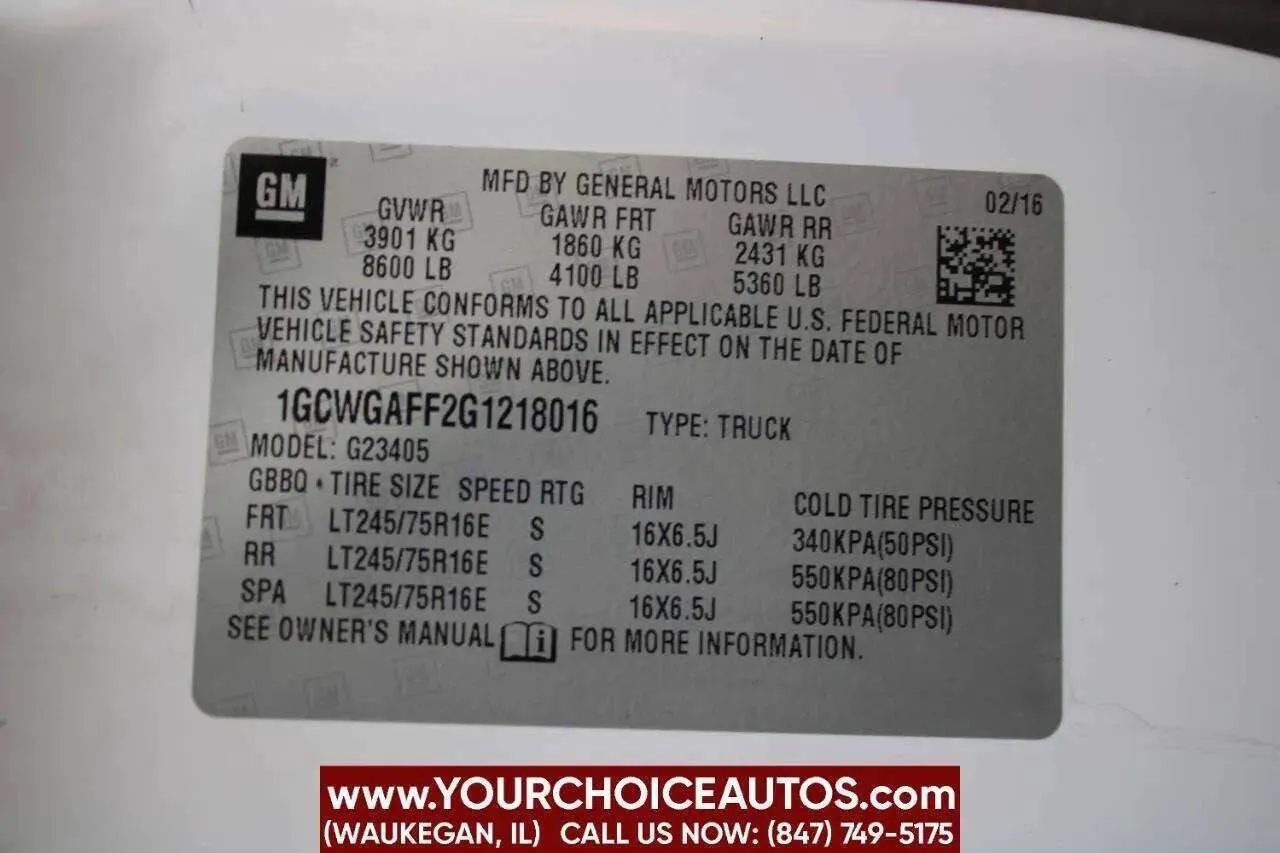 GM
MFD BY GENERAL MOTORS LLC
02/16
GVWR GAWR FRT GAWR RR
3901 KG 1860 KG 2431 KG
8600 LB 4100 LB 5360 LB
THIS VEHICLE CONFORMS TO ALL APPLICABLE U.S. FEDERAL MOTOR
VEHICLE SAFETY STANDARDS IN EFFECT ON THE DATE OF
MANUFACTURE SHOWN ABOVE.
1GCWGAFF2G1218016 TYPE: TRUCK
MODEL: G23405
GBBQ • TIRE SIZE SPEED RTG RIM COLD TIRE PRESSURE
FRT LT245/75R16E S 16X6.5J 340KPA(50PSI)
RR LT245/75R16E S 16X6.5J 550KPA(80PSI)
SPA LT245/75R16E S 16X6.5J 550KPA(80PSI)
SEE OWNER'S MANUAL i FOR MORE INFORMATION.
www.YOURCHOICEAUTOS.com
(WAUKEGAN, IL) CALL US NOW: (847) 749-5175